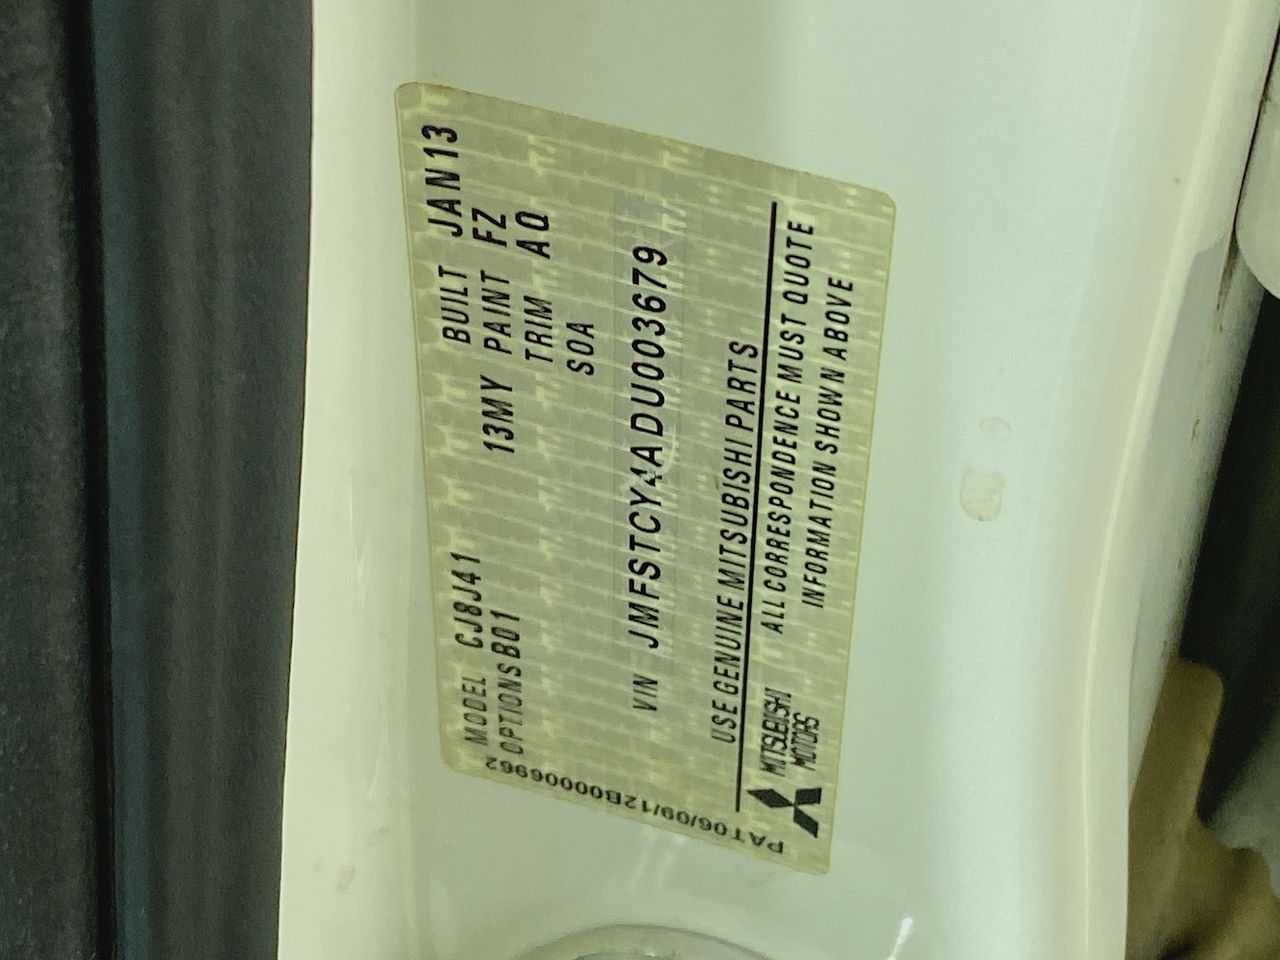 MODEL CJ8J41 BUILT JAN13
OPTIONS B01 13MY PAINT FZ
TRIM AQ
SOA
VIN JMFSTCY4ADU003679
USE GENUINE MITSUBISHI PARTS
MITSUBISHI MOTORS
ALL CORRESPONDENCE MUST QUOTE
INFORMATION SHOWN ABOVE
PAT06/09/12B000006962